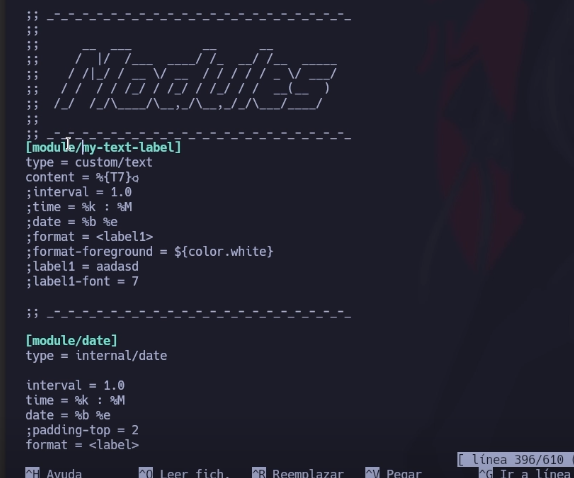 ;; _-_-_-_-_-_-_-_-_-_-_-_-_-_-_-_-_-_-_-_-_
;;
;;      __  ___          __      __
;;     /  |/  /___  ____/ /_  __/ /__  _____
;;    / /|_/ / __ \/ __  / / / / / _ \/ ___/
;;   / /  / / /_/ / /_/ / /_/ / /  __(__  )
;;  /_/  /_/\____/\__,_/\__,_/_/\___/____/
;;
;; _-_-_-_-_-_-_-_-_-_-_-_-_-_-_-_-_-_-_-_-_
[module/my-text-label]
type = custom/text
content = %{T7}
;interval = 1.0
;time = %k : %M
;date = %b %e
;format = <label1>
;format-foreground = ${color.white}
;label1 = aadasd
;label1-font = 7
;; _-_-_-_-_-_-_-_-_-_-_-_-_-_-_-_-_-_-_-_-_
[module/date]
type = internal/date
interval = 1.0
time = %k : %M
date = %b %e
;padding-top = 2
format = <label>
[ línea 396/610 (
^H Ayuda ^O Leer fich. ^R Reemplazar ^V Pegar ^G Ir a línea